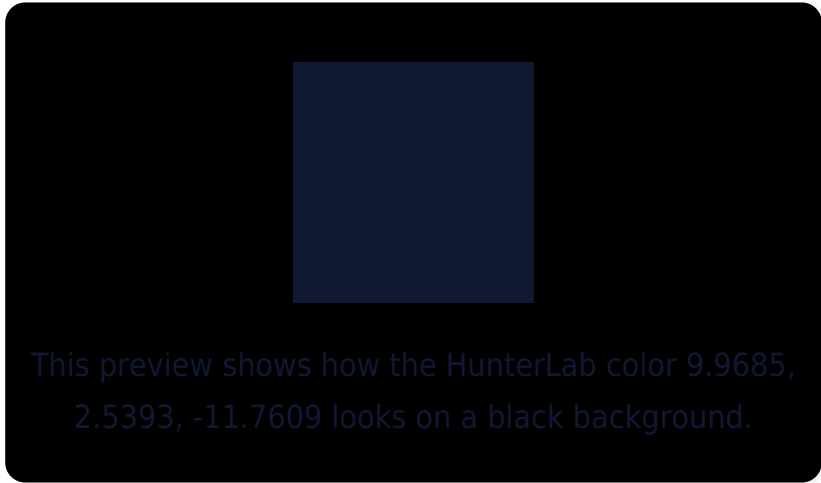 This preview shows how the HunterLab color 9.9685,
2.5393, -11.7609 looks on a black background.